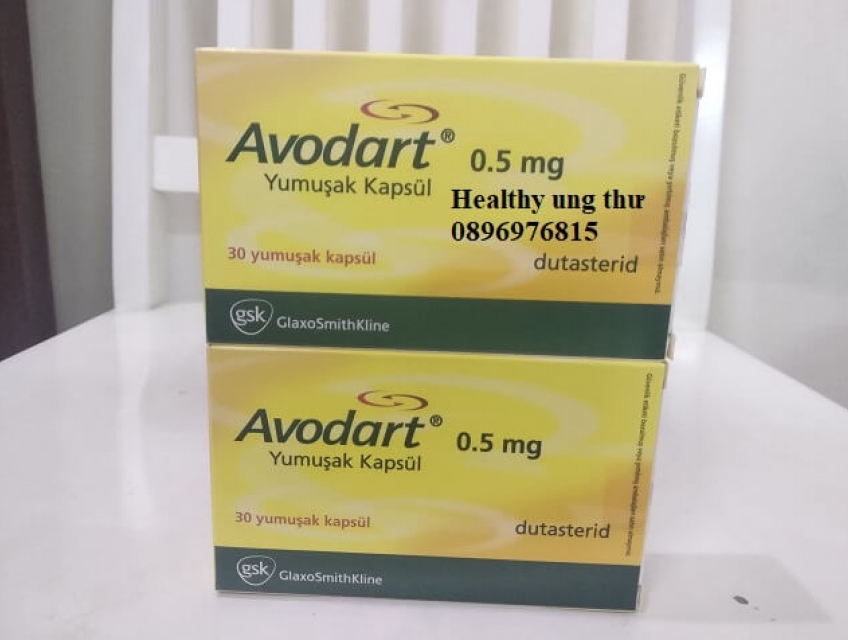 Avodart® 0.5 mg
Yumuşak Kapsül
Healthy ung thư
0896976815
30 yumuşak kapsül
dutasterid
gsk GlaxoSmithKline
Avodart® 0.5 mg
Yumuşak Kapsül
30 yumuşak kapsül
dutasterid
gsk GlaxoSmithKline